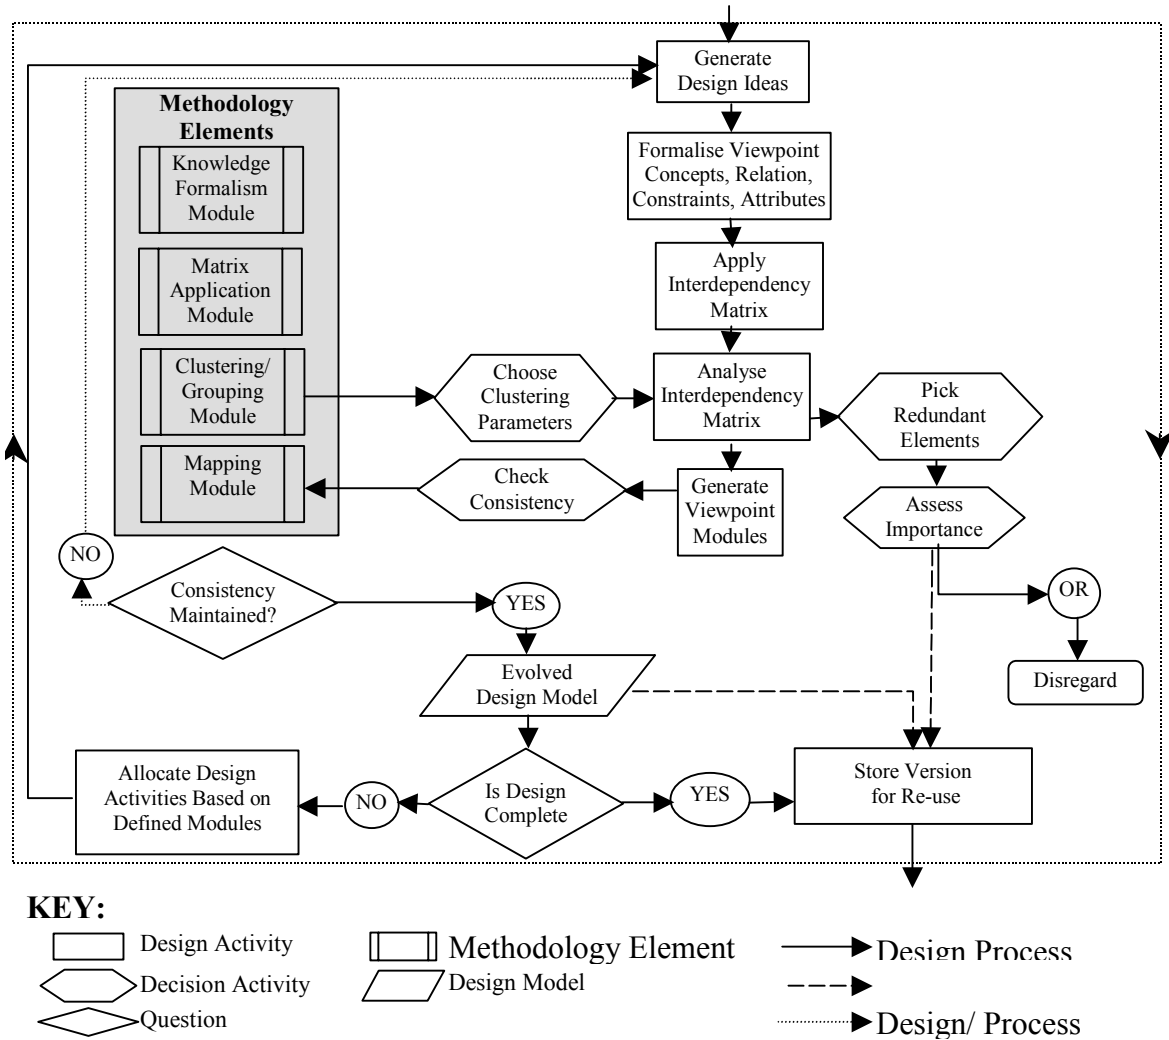 Generate
Design Ideas
Methodology
Elements
Knowledge
Formalism
Module
Matrix
Application
Module
Clustering/
Grouping
Module
Mapping
Module
Formalise Viewpoint
Concepts, Relation,
Constraints, Attributes
Apply
Interdependency
Matrix
Choose
Clustering
Parameters
Analyse
Interdependency
Matrix
Pick
Redundant
Elements
Check
Consistency
Generate
Viewpoint
Modules
Assess
Importance
NO
Consistency
Maintained?
YES
OR
Disregard
Evolved
Design Model
Allocate Design
Activities Based on
Defined Modules
NO
Is Design
Complete
YES
Store Version
for Re-use
KEY:
Design Activity
Decision Activity
Question
Methodology Element
Design Model
Design Process
Design/ Process